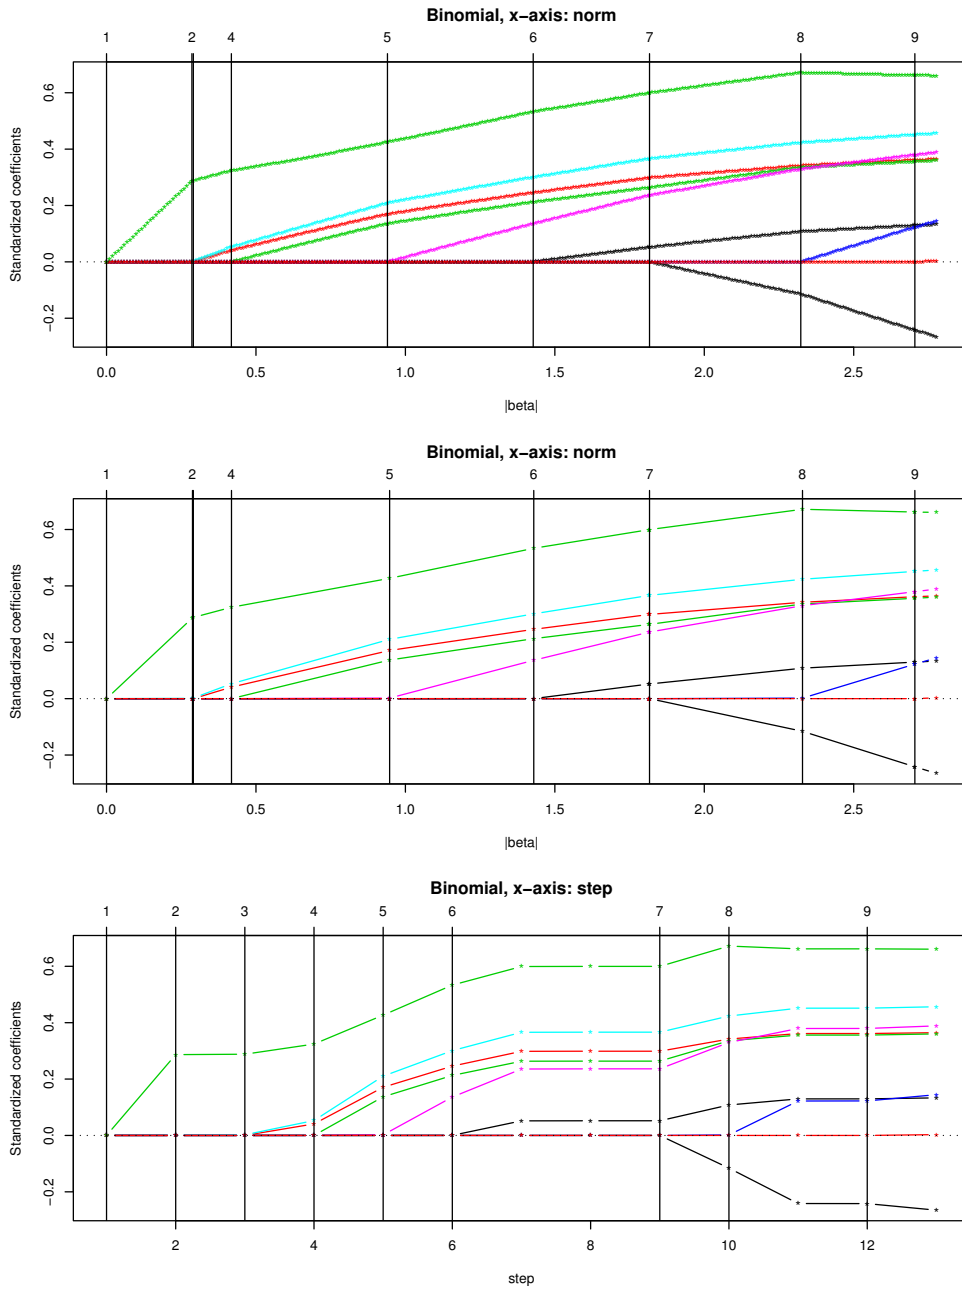 Binomial, x−axis: norm
1 2 4 5 6 7 8 9
Standardized coefficients
0.6
0.4
0.2
0.0
−0.2
0.0 0.5 1.0 1.5 2.0 2.5
|beta|
Binomial, x−axis: norm
1 2 4 5 6 7 8 9
Standardized coefficients
0.6
0.4
0.2
0.0
−0.2
0.0 0.5 1.0 1.5 2.0 2.5
|beta|
Binomial, x−axis: step
1 2 3 4 5 6 7 8 9
Standardized coefficients
0.6
0.4
0.2
0.0
−0.2
2 4 6 8 10 12
step